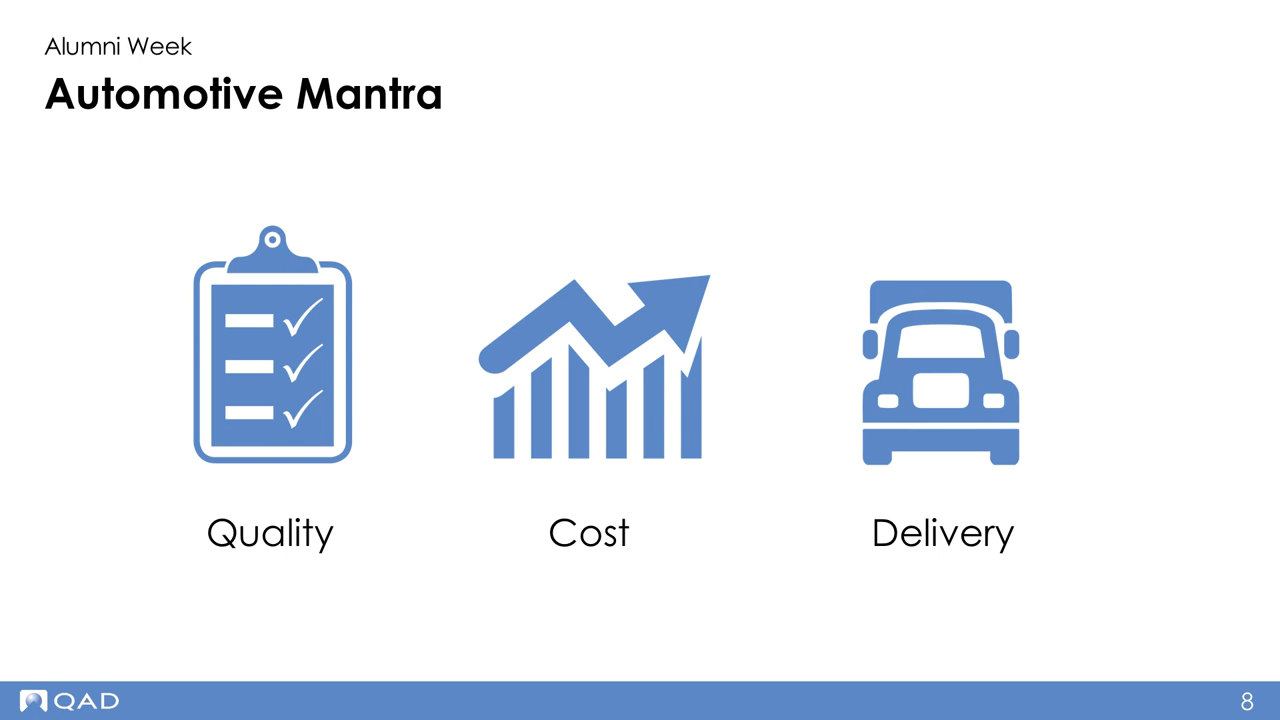 Alumni Week
Automotive Mantra
Quality
Cost
Delivery
QAD
8